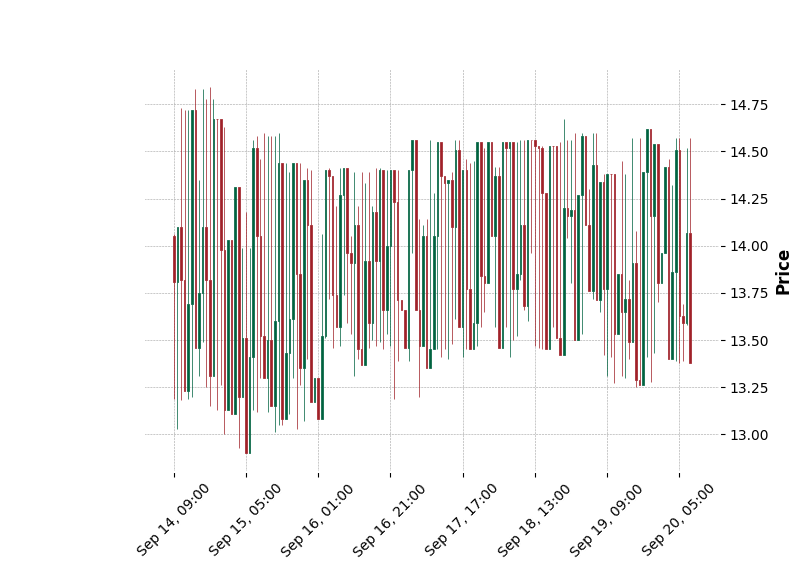 14.75
14.50
14.25
14.00
13.75
13.50
13.25
13.00
Price
Sep 14, 09:00
Sep 15, 05:00
Sep 16, 01:00
Sep 16, 21:00
Sep 17, 17:00
Sep 18, 13:00
Sep 19, 09:00
Sep 20, 05:00